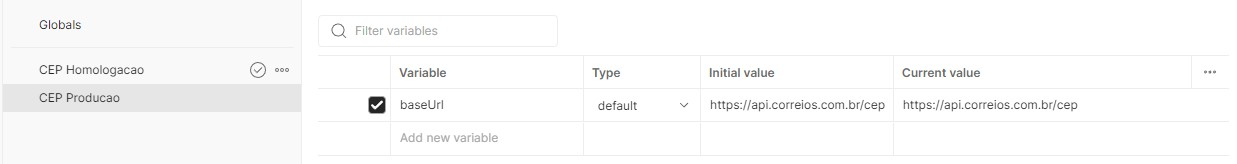 Globals
CEP Homologacao
CEP Producao
Filter variables
Variable Type Initial value Current value
baseUrl default https://api.correios.com.br/cep https://api.correios.com.br/cep
Add new variable